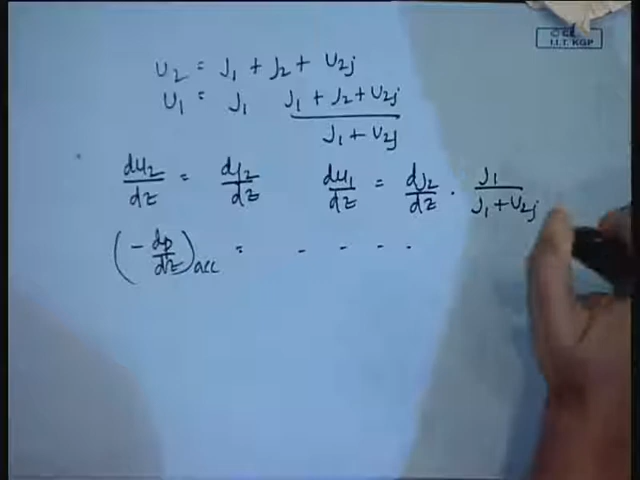 © CET
I.I.T. KGP
u₂ = j₁ + j₂ + u₂j
u₁ = j₁ (j₁ + j₂ + u₂j) / (j₁ + u₂j)
du₂/dz = dj₂/dz    du₁/dz = dj₂/dz · j₁ / (j₁ + u₂j)
(- dp/dz)acc = - - - -